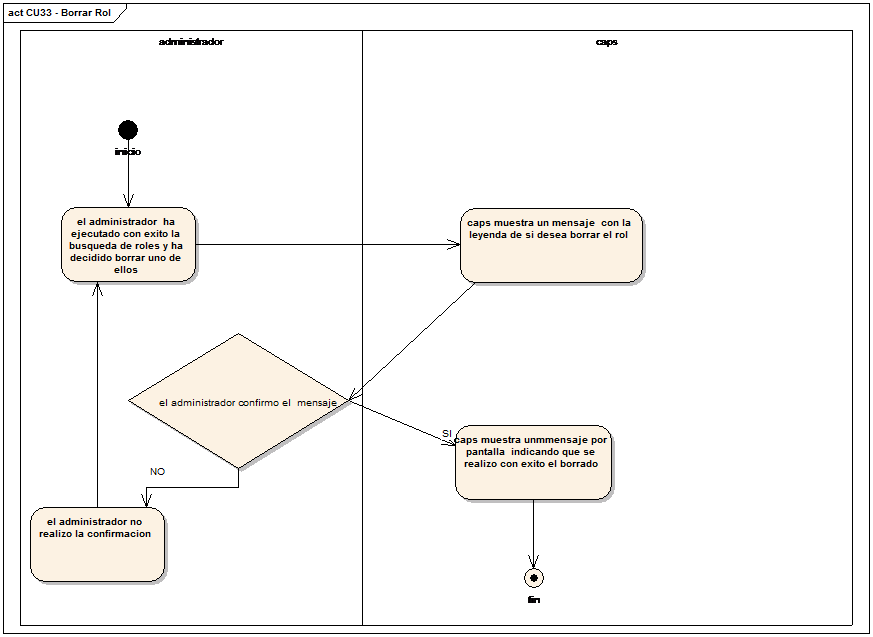 act CU33 - Borrar Rol
administrador
caps
inicio
el administrador ha
ejecutado con exito la
busqueda de roles y ha
decidido borrar uno de
ellos
caps muestra un mensaje con la
leyenda de si desea borrar el rol
el administrador confirmo el mensaje
SI
caps muestra unmmensaje por
pantalla indicando que se
realizo con exito el borrado
NO
el administrador no
realizo la confirmacion
fin